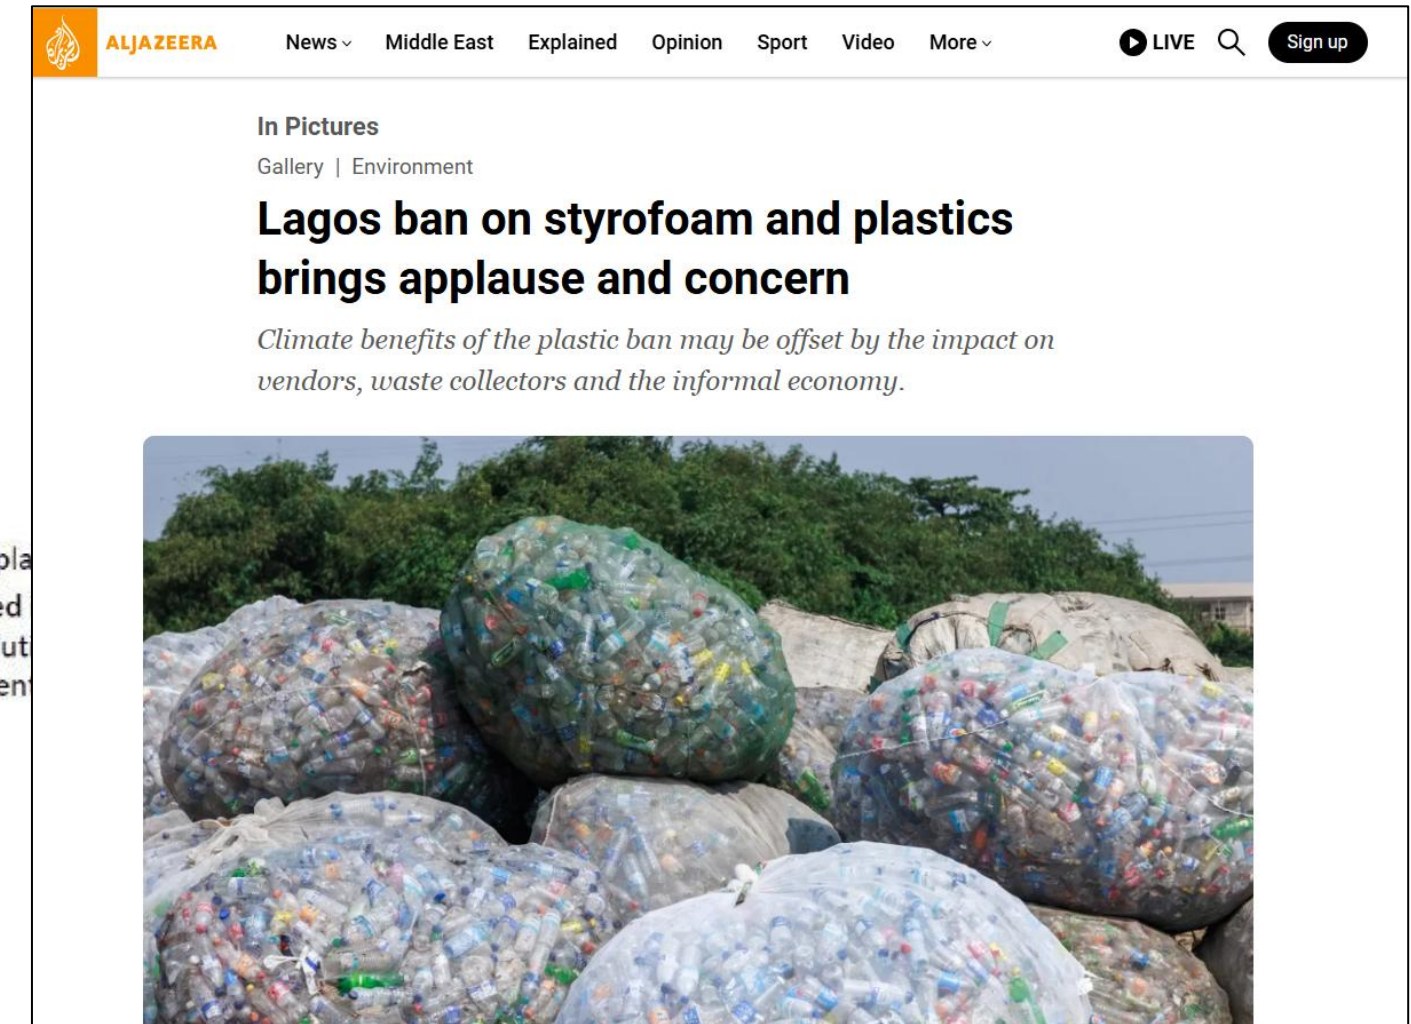 ALJAZEERA
News
Middle East
Explained
Opinion
Sport
Video
More
LIVE
Sign up
In Pictures
Gallery | Environment
Lagos ban on styrofoam and plastics
brings applause and concern
Climate benefits of the plastic ban may be offset by the impact on
vendors, waste collectors and the informal economy.